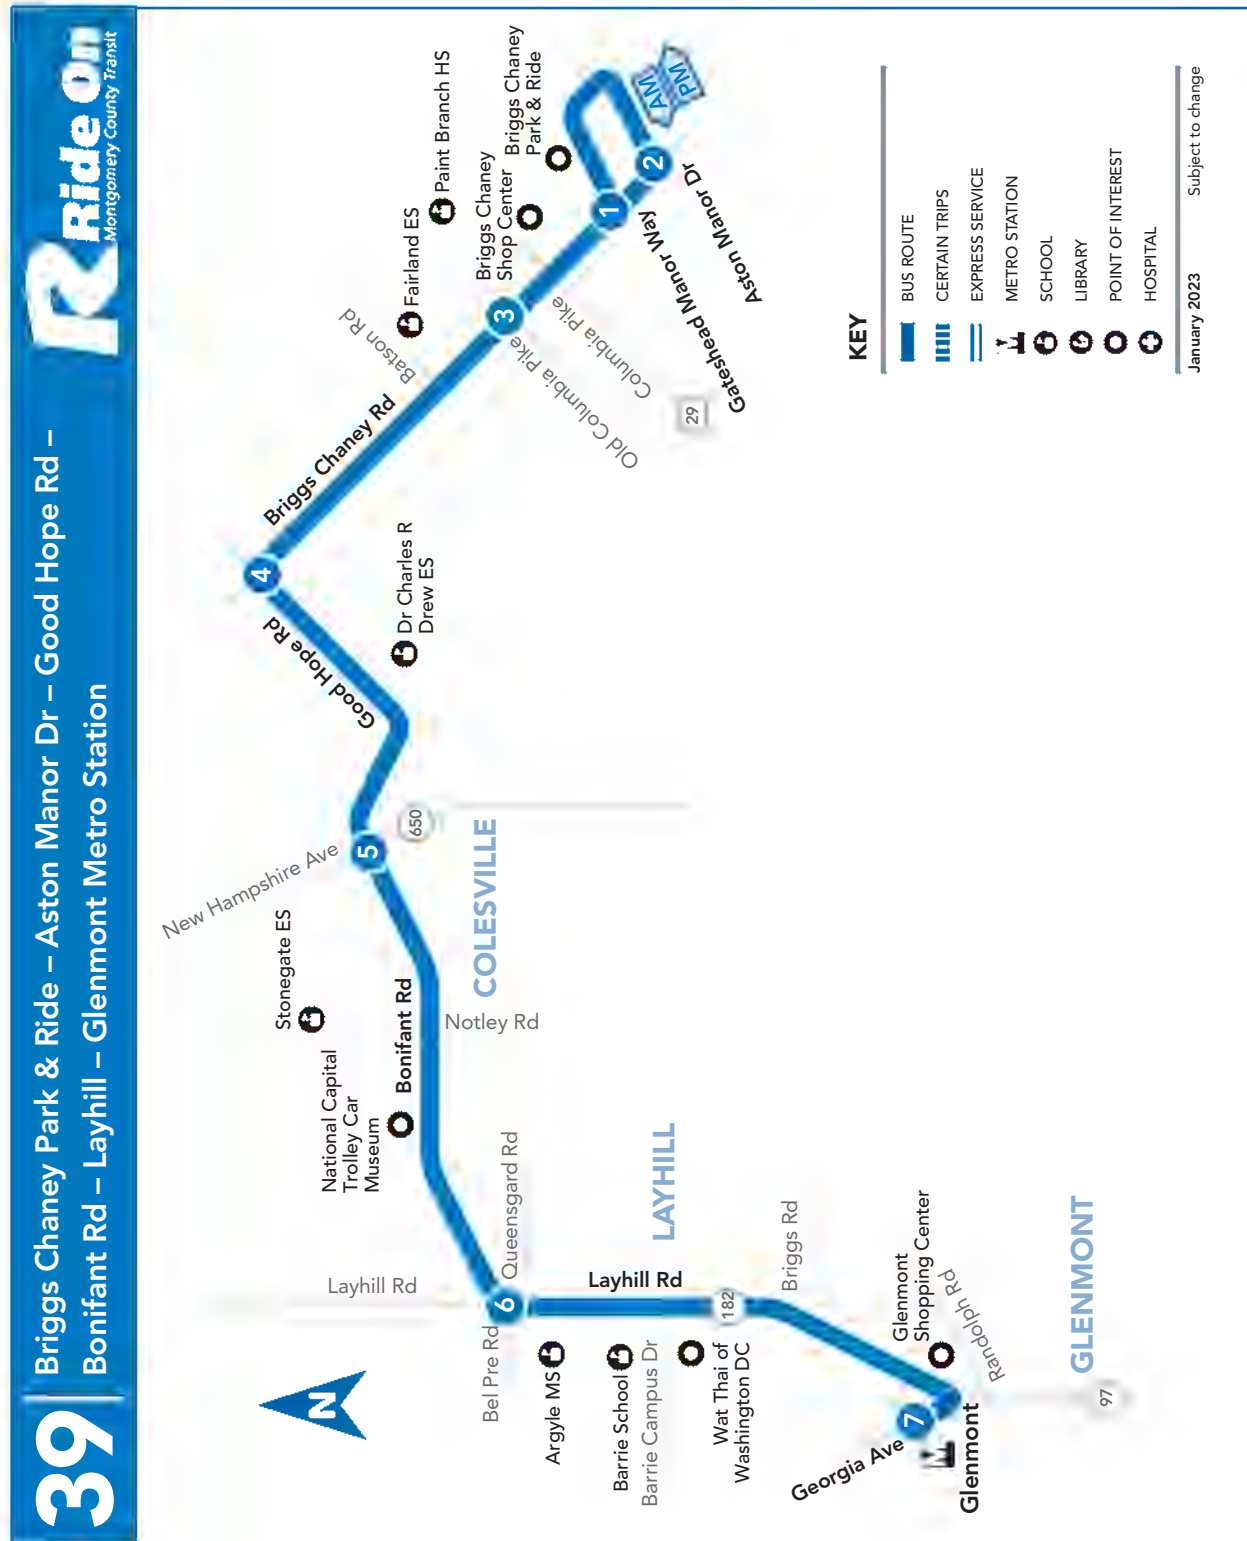 39
Briggs Chaney Park & Ride – Aston Manor Dr – Good Hope Rd –
Bonifant Rd – Layhill – Glenmont Metro Station
Ride On
Montgomery County Transit
N
New Hampshire Ave
Stonegate ES
National Capital
Trolley Car
Museum
Bonifant Rd
Notley Rd
COLESVILLE
650
5
Good Hope Rd
4
Briggs Chaney Rd
Dr Charles R
Drew ES
Batson Rd
Fairland ES
Paint Branch HS
Briggs Chaney
Shop Center
Briggs Chaney
Park & Ride
3
1
2
AM
PM
Old Columbia Pike
Columbia Pike
29
Gateshead Manor Way
Aston Manor Dr
Layhill Rd
Bel Pre Rd
6
Queensgard Rd
Argyle MS
Layhill Rd
LAYHILL
Barrie School
Barrie Campus Dr
182
Wat Thai of
Washington DC
Briggs Rd
Glenmont
Shopping Center
Randolph Rd
Georgia Ave
7
Glenmont
97
GLENMONT
KEY
BUS ROUTE
CERTAIN TRIPS
EXPRESS SERVICE
METRO STATION
SCHOOL
LIBRARY
POINT OF INTEREST
HOSPITAL
January 2023
Subject to change